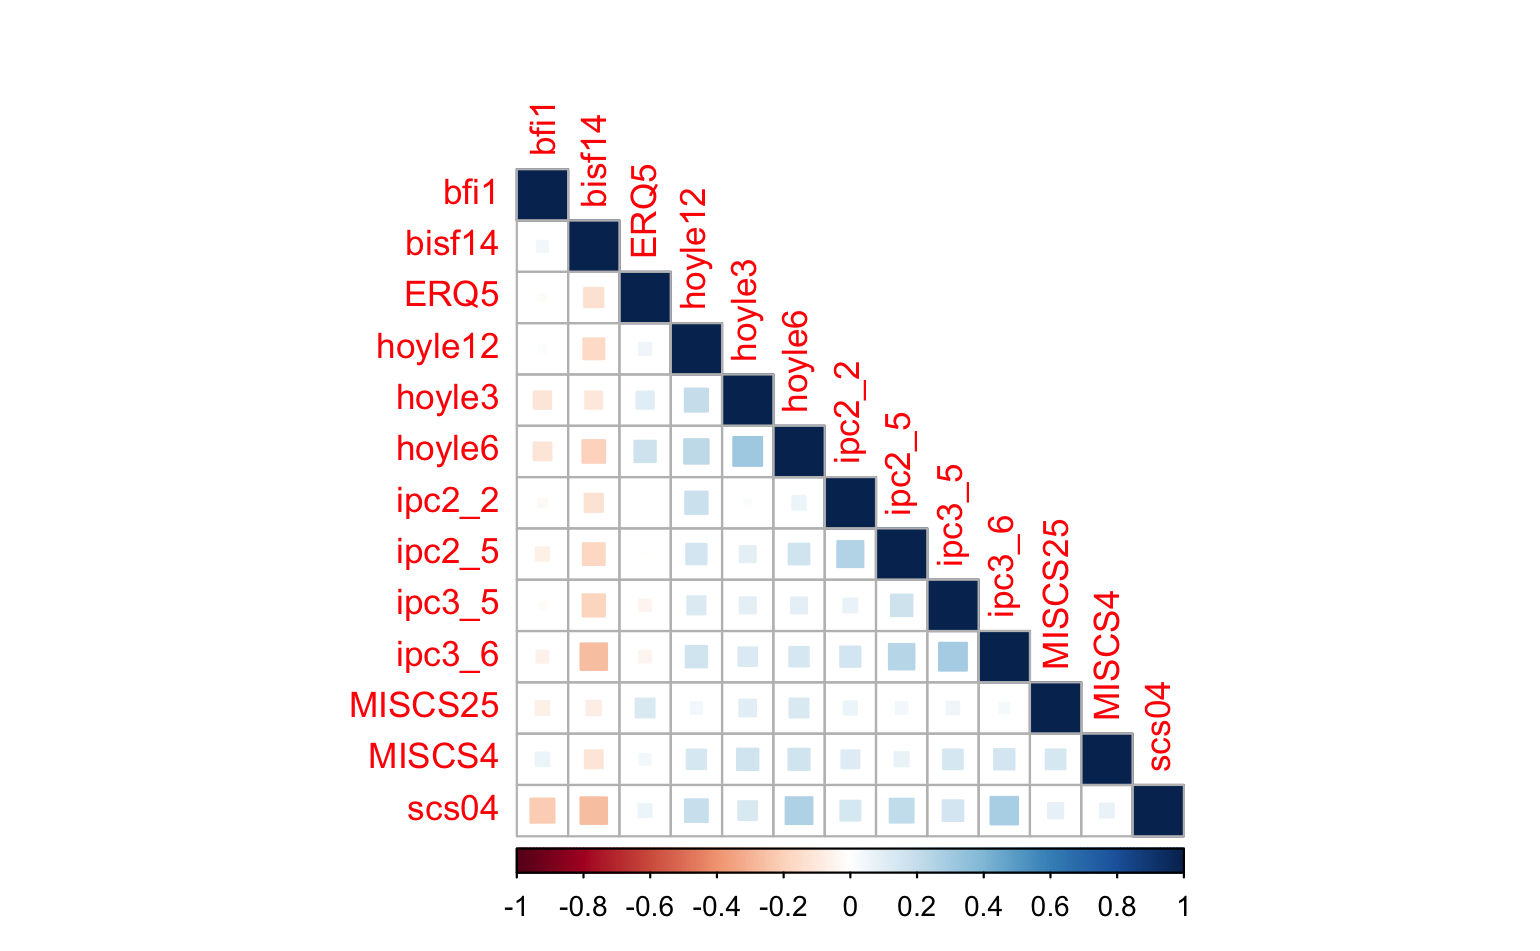 bfi1
bisf14
ERQ5
hoyle12
hoyle3
hoyle6
ipc2_2
ipc2_5
ipc3_5
ipc3_6
MISCS25
MISCS4
scs04
bfi1
bisf14
ERQ5
hoyle12
hoyle3
hoyle6
ipc2_2
ipc2_5
ipc3_5
ipc3_6
MISCS25
MISCS4
scs04
-1 -0.8 -0.6 -0.4 -0.2 0 0.2 0.4 0.6 0.8 1